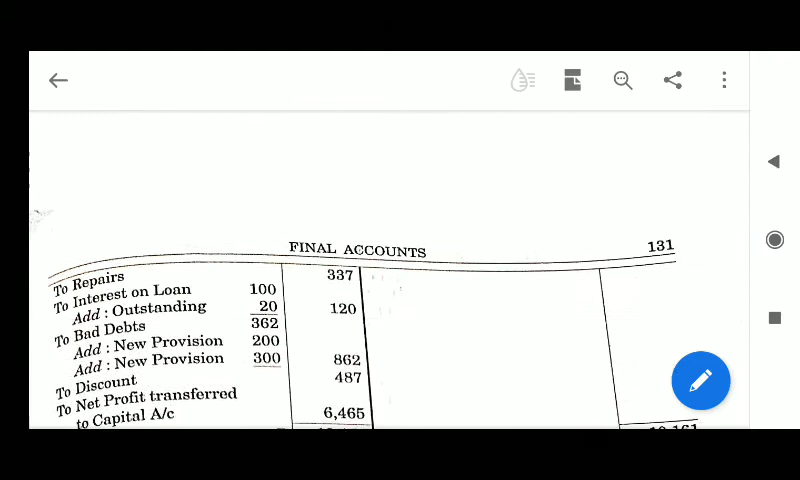 FINAL ACCOUNTS 131
To Repairs 337
To Interest on Loan 100
Add : Outstanding 20 120
To Bad Debts 362
Add : New Provision 200
Add : New Provision 300 862
To Discount 487
To Net Profit transferred
to Capital A/c 6,465